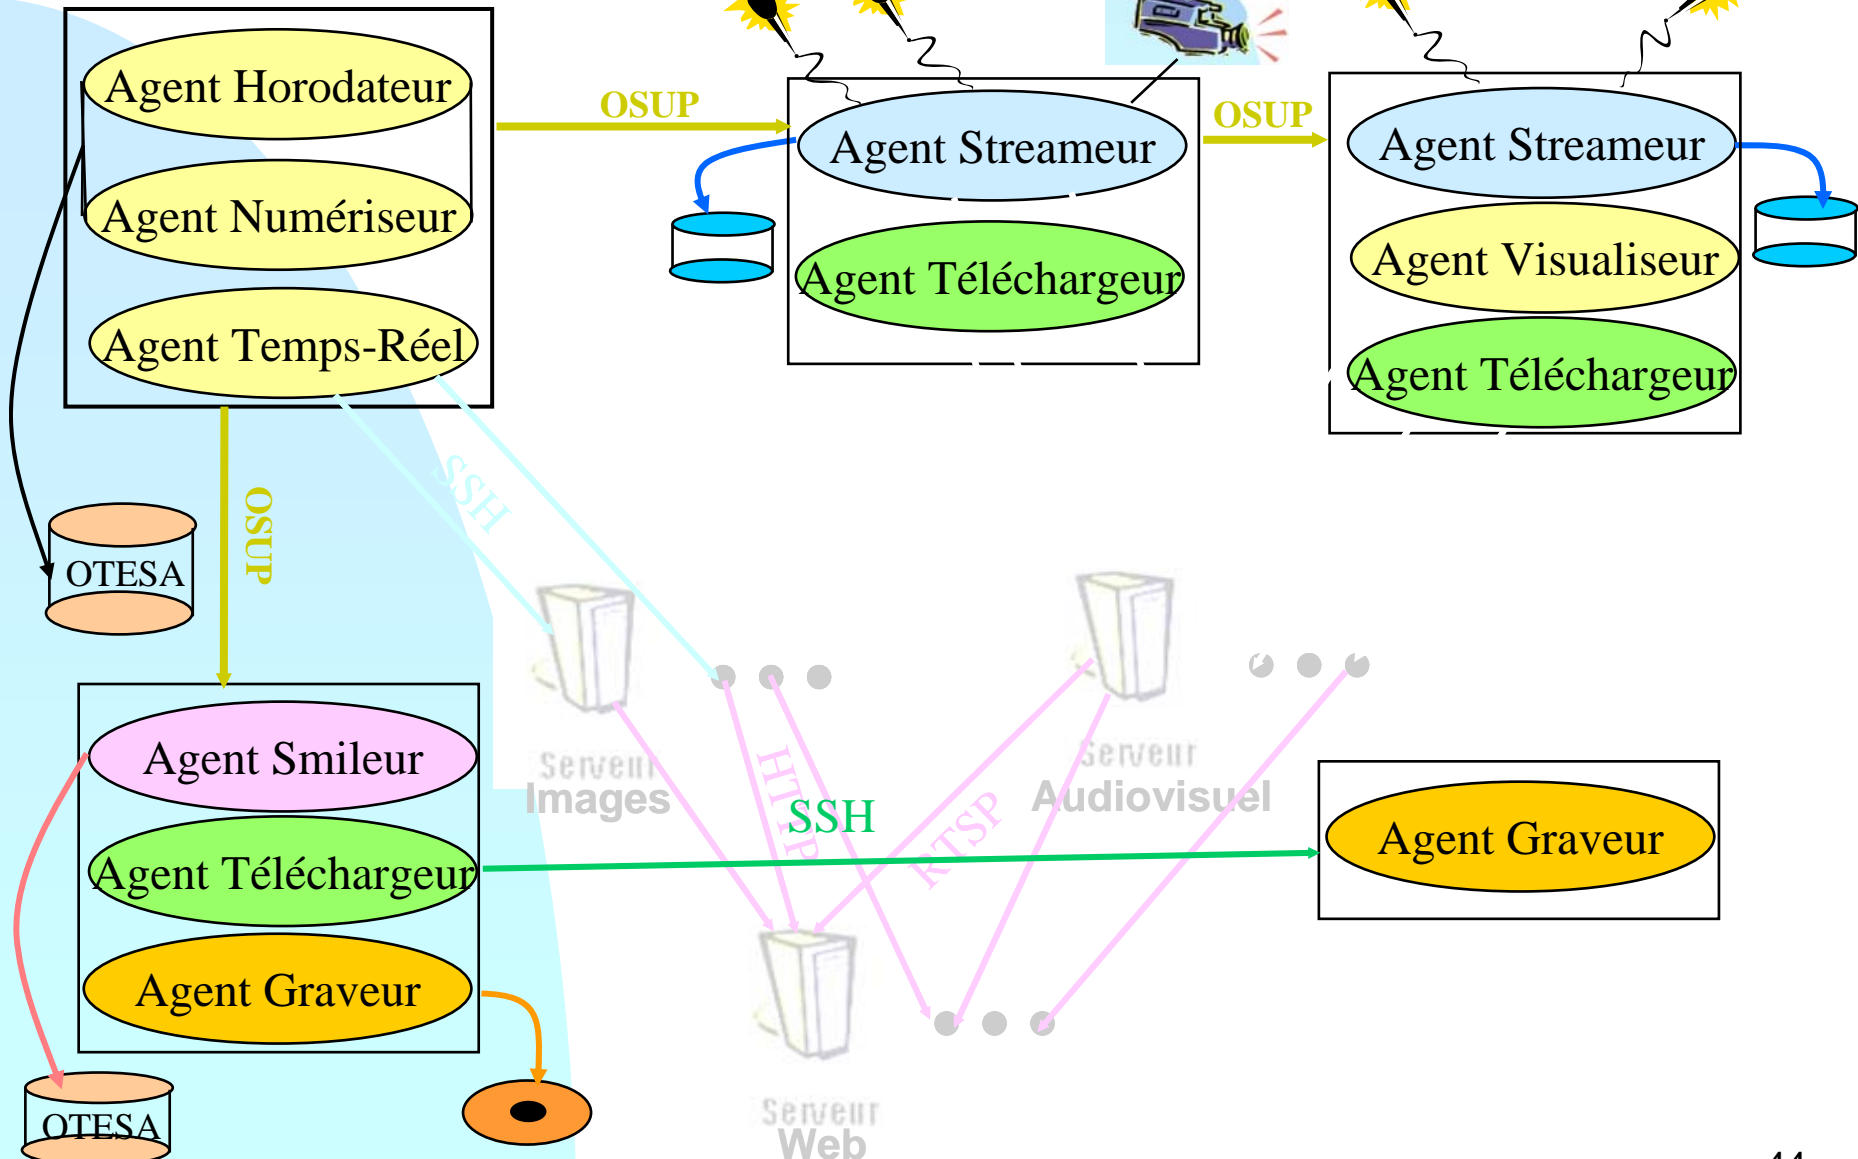 Agent Horodateur
Agent Numériseur
Agent Temps-Réel
OSUP
Agent Streameur
Agent Téléchargeur
OSUP
Agent Streameur
Agent Visualiseur
Agent Téléchargeur
SSH
OSUP
OTESA
Serveur
Images
Serveur
Audiovisuel
HTTP
SSH
RTSP
Agent Smileur
Agent Téléchargeur
Agent Graveur
Agent Graveur
OTESA
Serveur
Web
44